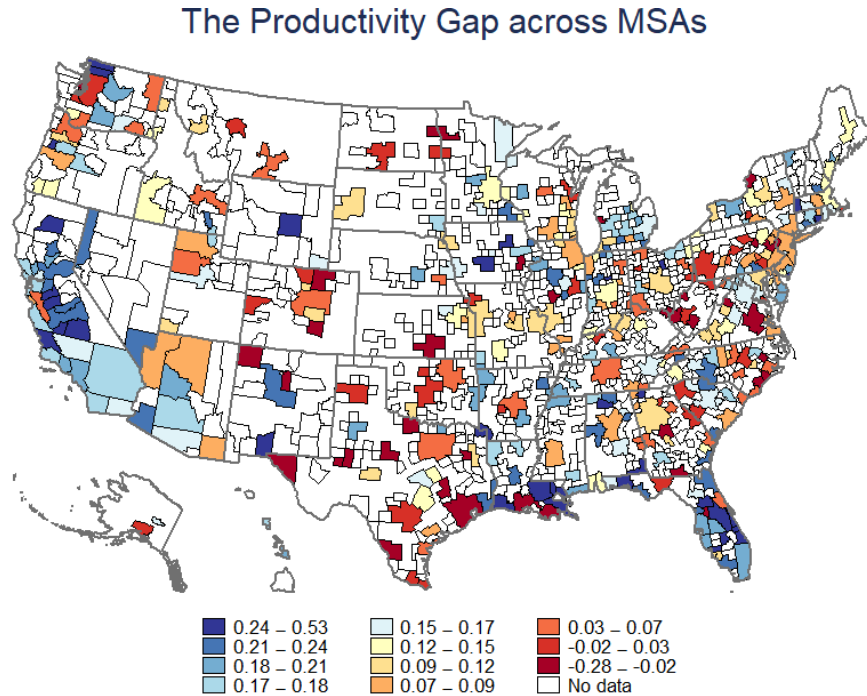 The Productivity Gap across MSAs
0.24 – 0.53
0.21 – 0.24
0.18 – 0.21
0.17 – 0.18
0.15 – 0.17
0.12 – 0.15
0.09 – 0.12
0.07 – 0.09
0.03 – 0.07
-0.02 – 0.03
-0.28 – -0.02
No data